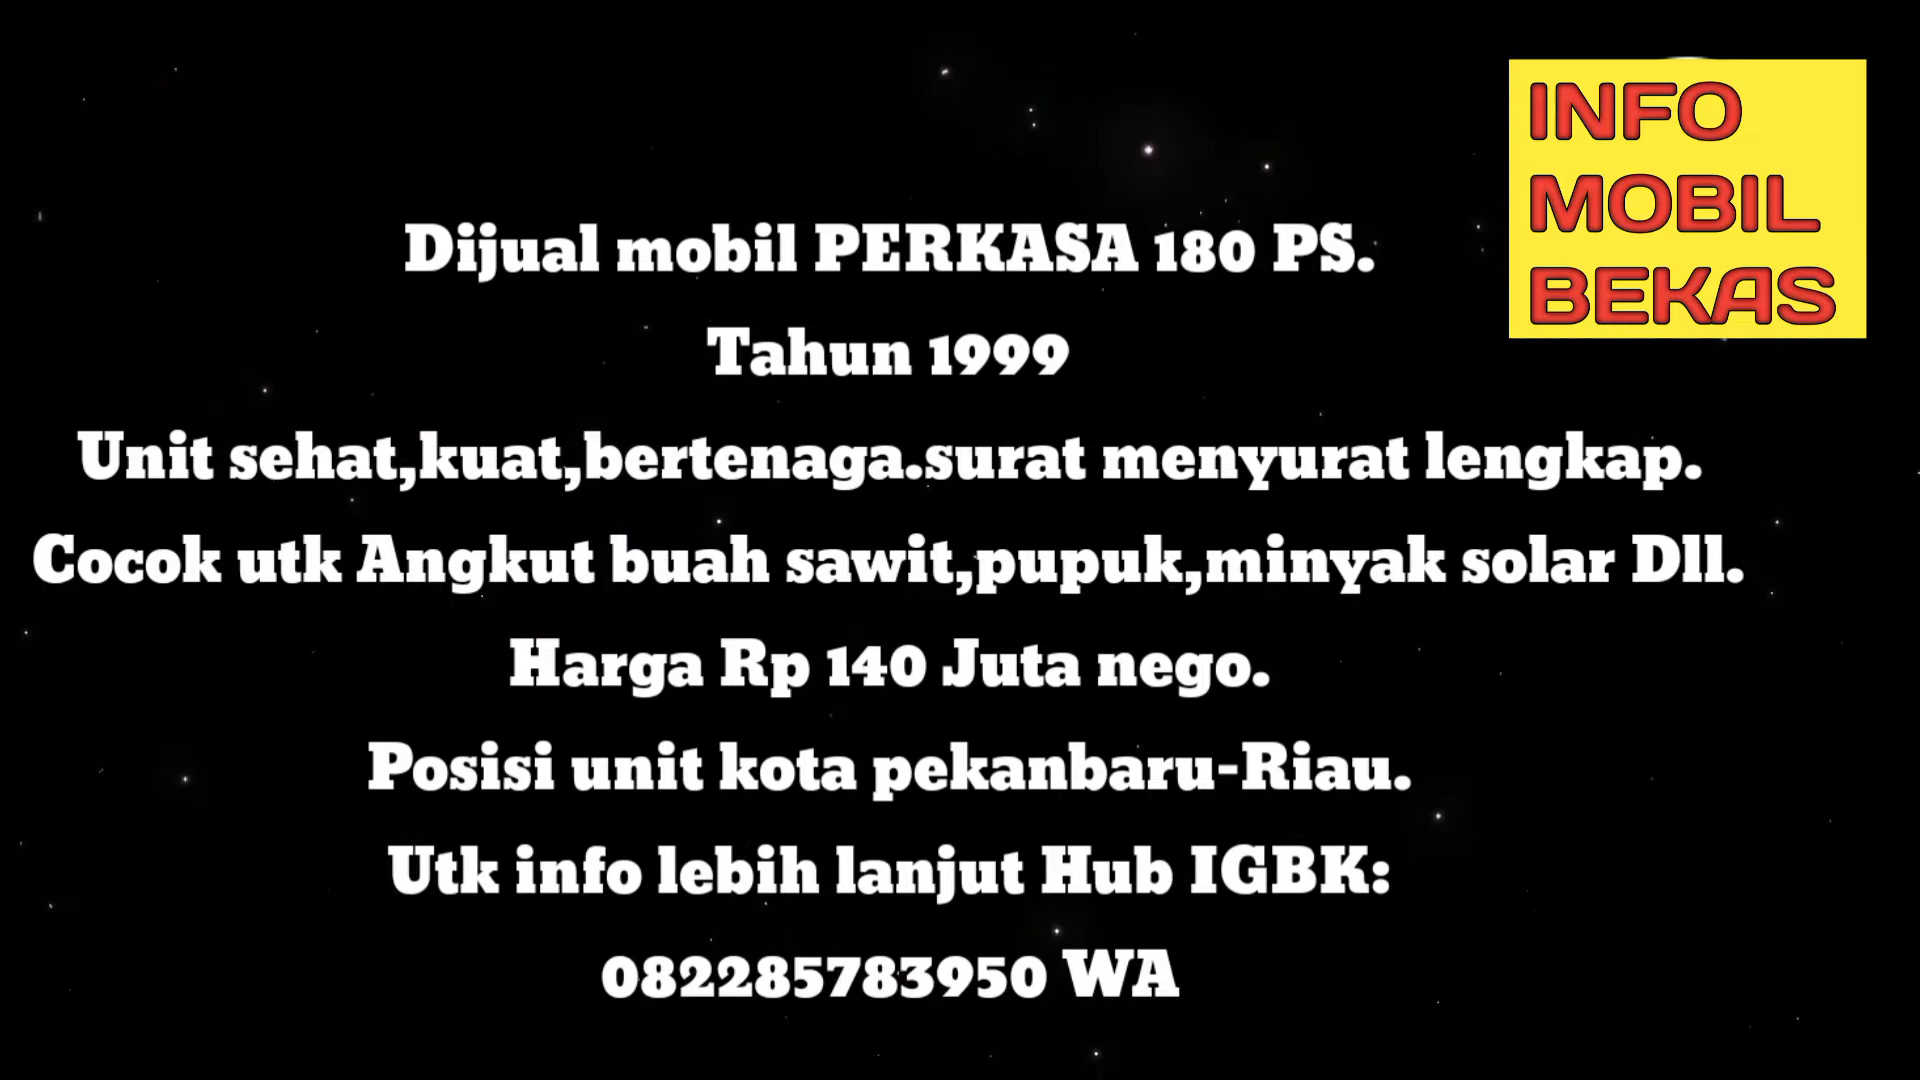 INFO
MOBIL
BEKAS
Dijual mobil PERKASA 180 PS.
Tahun 1999
Unit sehat,kuat,bertenaga.surat menyurat lengkap.
Cocok utk Angkut buah sawit,pupuk,minyak solar Dll.
Harga Rp 140 Juta nego.
Posisi unit kota pekanbaru-Riau.
Utk info lebih lanjut Hub IGBK:
082285783950 WA